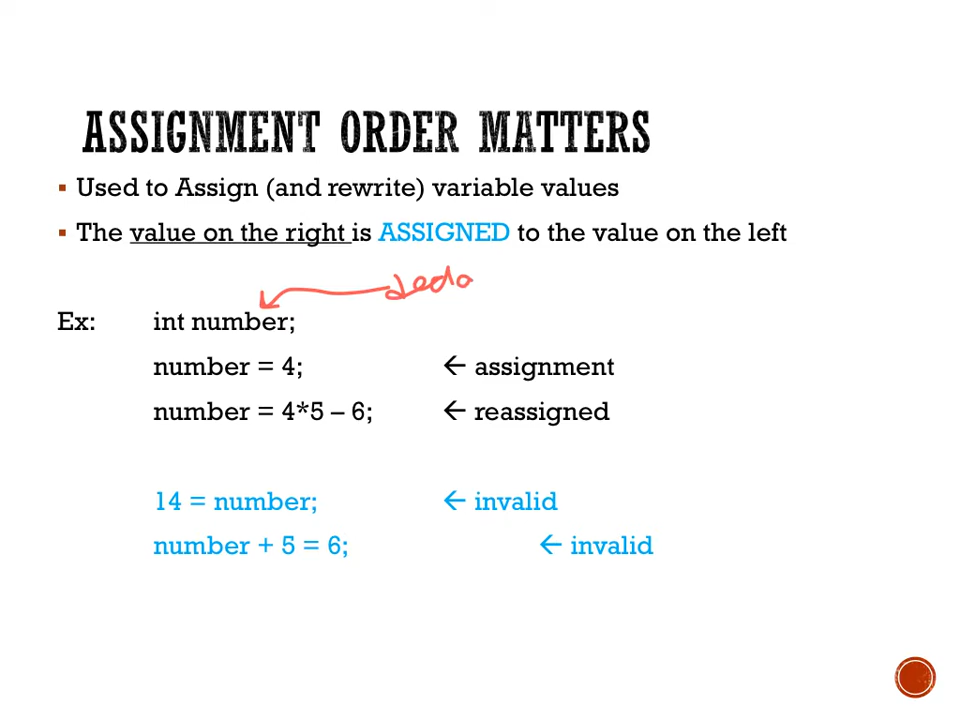 ASSIGNMENT ORDER MATTERS
▪ Used to Assign (and rewrite) variable values
▪ The value on the right is ASSIGNED to the value on the left
Ex: int number;
number = 4; ← assignment
number = 4*5 – 6; ← reassigned
14 = number; ← invalid
number + 5 = 6; ← invalid